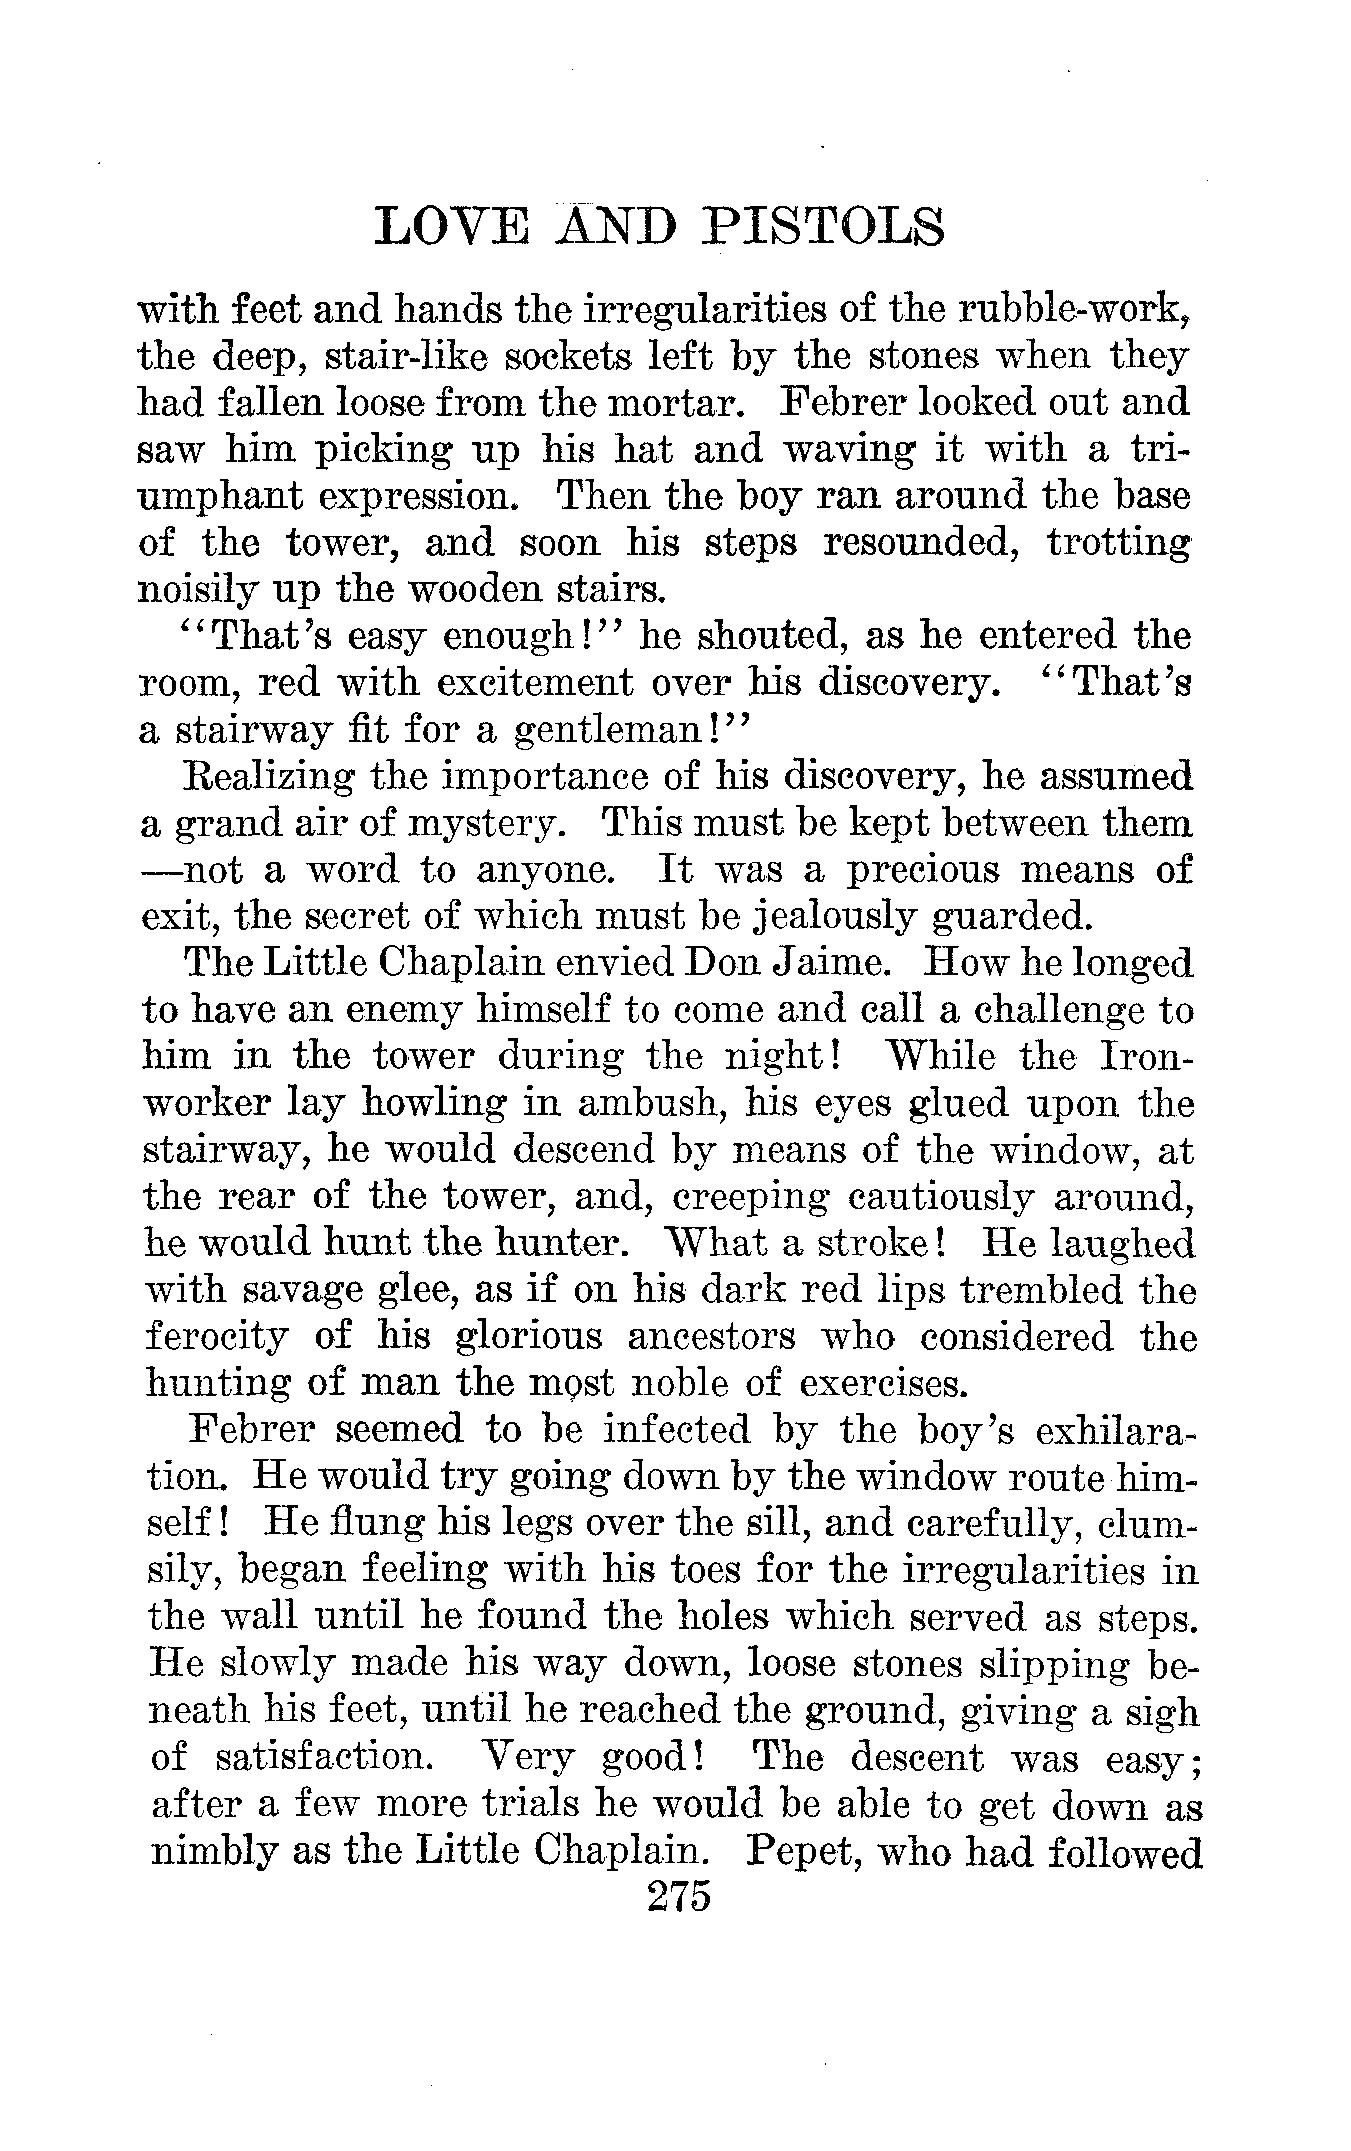 LOVE AND PISTOLS
with feet and hands the irregularities of the rubble-work,
the deep, stair-like sockets left by the stones when they
had fallen loose from the mortar. Febrer looked out and
saw him picking up his hat and waving it with a tri-
umphant expression. Then the boy ran around the base
of the tower, and soon his steps resounded, trotting
noisily up the wooden stairs.
"That's easy enough!" he shouted, as he entered the
room, red with excitement over his discovery. "That's
a stairway fit for a gentleman!"
Realizing the importance of his discovery, he assumed
a grand air of mystery. This must be kept between them
—not a word to anyone. It was a precious means of
exit, the secret of which must be jealously guarded.
The Little Chaplain envied Don Jaime. How he longed
to have an enemy himself to come and call a challenge to
him in the tower during the night! While the Iron-
worker lay howling in ambush, his eyes glued upon the
stairway, he would descend by means of the window, at
the rear of the tower, and, creeping cautiously around,
he would hunt the hunter. What a stroke! He laughed
with savage glee, as if on his dark red lips trembled the
ferocity of his glorious ancestors who considered the
hunting of man the most noble of exercises.
Febrer seemed to be infected by the boy's exhilara-
tion. He would try going down by the window route him-
self! He flung his legs over the sill, and carefully, clum-
sily, began feeling with his toes for the irregularities in
the wall until he found the holes which served as steps.
He slowly made his way down, loose stones slipping be-
neath his feet, until he reached the ground, giving a sigh
of satisfaction. Very good! The descent was easy;
after a few more trials he would be able to get down as
nimbly as the Little Chaplain. Pepet, who had followed
275